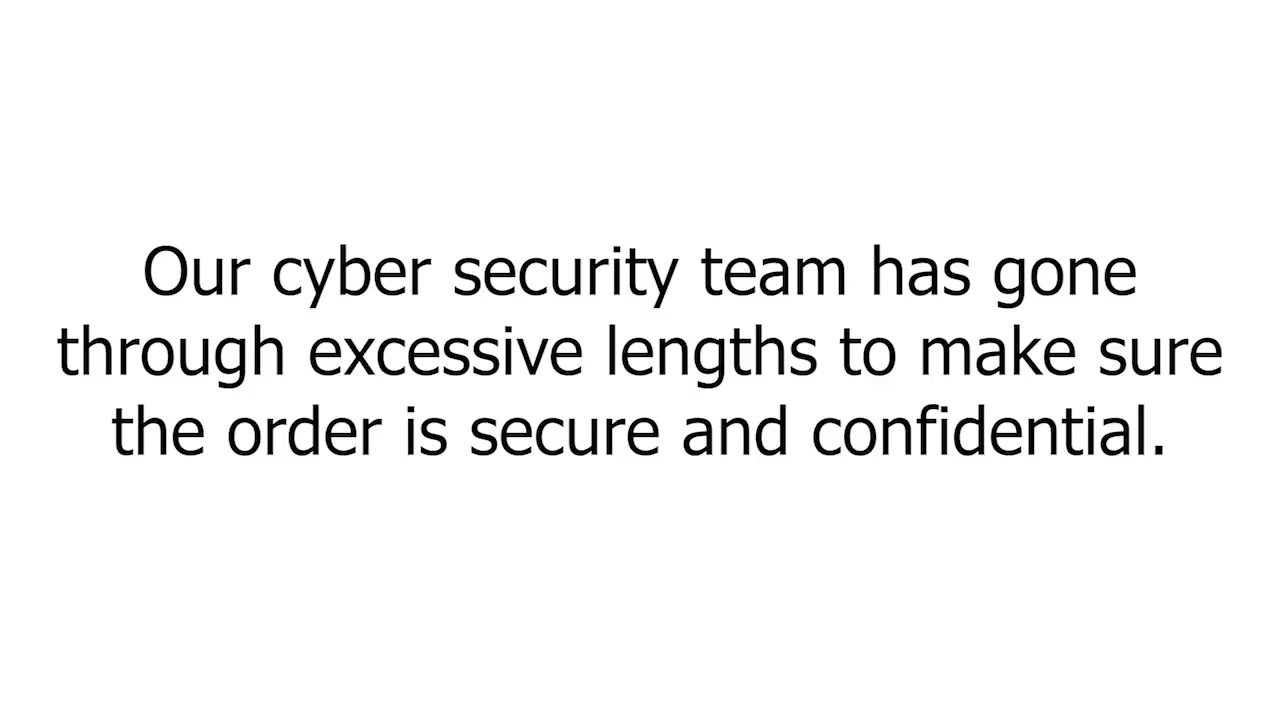 Our cyber security team has gone
through excessive lengths to make sure
the order is secure and confidential.